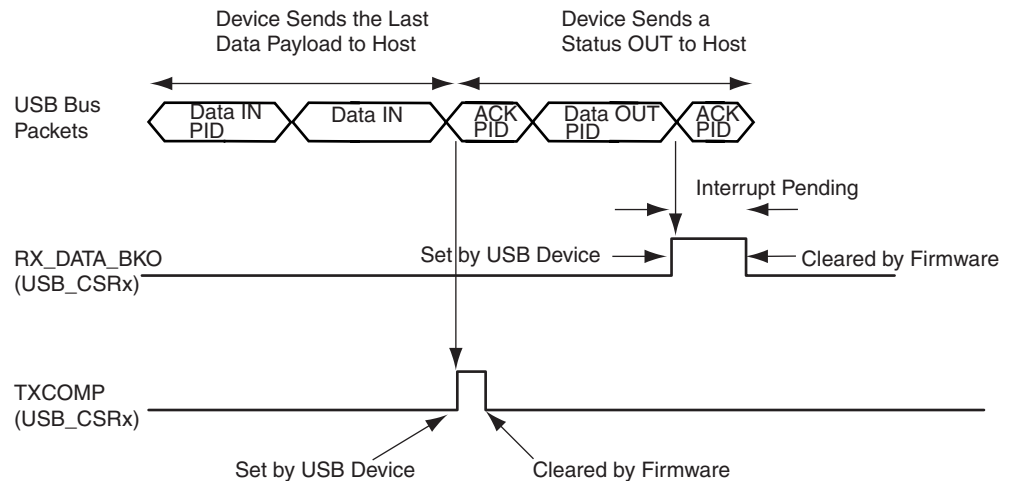 Device Sends the Last
Data Payload to Host
Device Sends a
Status OUT to Host
USB Bus
Packets
Data IN
PID
Data IN
ACK
PID
Data OUT
PID
ACK
PID
Interrupt Pending
RX_DATA_BKO
(USB_CSRx)
Set by USB Device
Cleared by Firmware
TXCOMP
(USB_CSRx)
Set by USB Device
Cleared by Firmware